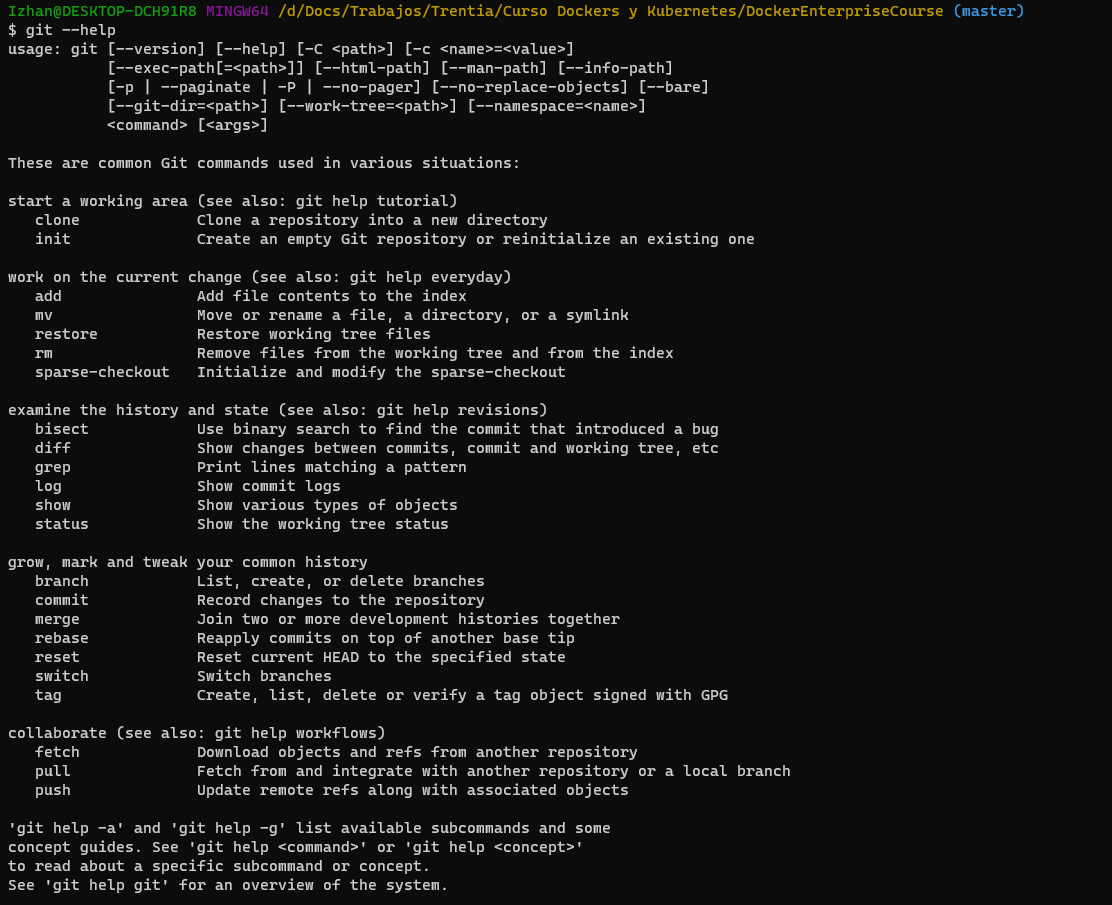 Izhan@DESKTOP-DCH91R8 MINGW64 /d/Docs/Trabajos/Trentia/Curso Dockers y Kubernetes/DockerEnterpriseCourse (master)
$ git --help
usage: git [--version] [--help] [-C <path>] [-c <name>=<value>]
           [--exec-path[=<path>]] [--html-path] [--man-path] [--info-path]
           [-p | --paginate | -P | --no-pager] [--no-replace-objects] [--bare]
           [--git-dir=<path>] [--work-tree=<path>] [--namespace=<name>]
           <command> [<args>]

These are common Git commands used in various situations:

start a working area (see also: git help tutorial)
   clone             Clone a repository into a new directory
   init              Create an empty Git repository or reinitialize an existing one

work on the current change (see also: git help everyday)
   add               Add file contents to the index
   mv                Move or rename a file, a directory, or a symlink
   restore           Restore working tree files
   rm                Remove files from the working tree and from the index
   sparse-checkout   Initialize and modify the sparse-checkout

examine the history and state (see also: git help revisions)
   bisect            Use binary search to find the commit that introduced a bug
   diff              Show changes between commits, commit and working tree, etc
   grep              Print lines matching a pattern
   log               Show commit logs
   show              Show various types of objects
   status            Show the working tree status

grow, mark and tweak your common history
   branch            List, create, or delete branches
   commit            Record changes to the repository
   merge             Join two or more development histories together
   rebase            Reapply commits on top of another base tip
   reset             Reset current HEAD to the specified state
   switch            Switch branches
   tag               Create, list, delete or verify a tag object signed with GPG

collaborate (see also: git help workflows)
   fetch             Download objects and refs from another repository
   pull              Fetch from and integrate with another repository or a local branch
   push              Update remote refs along with associated objects

'git help -a' and 'git help -g' list available subcommands and some
concept guides. See 'git help <command>' or 'git help <concept>'
to read about a specific subcommand or concept.
See 'git help git' for an overview of the system.